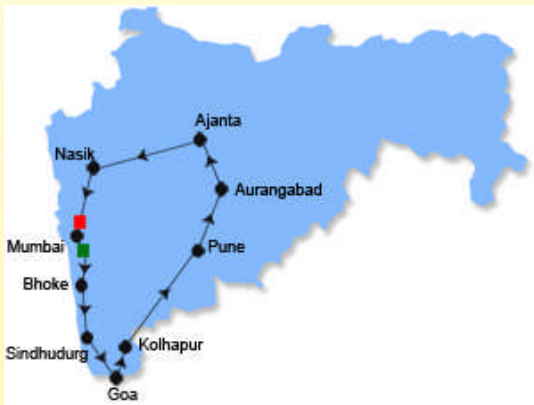 Ajanta
Nasik
Aurangabad
Mumbai
Pune
Bhoke
Sindhudurg
Kolhapur
Goa